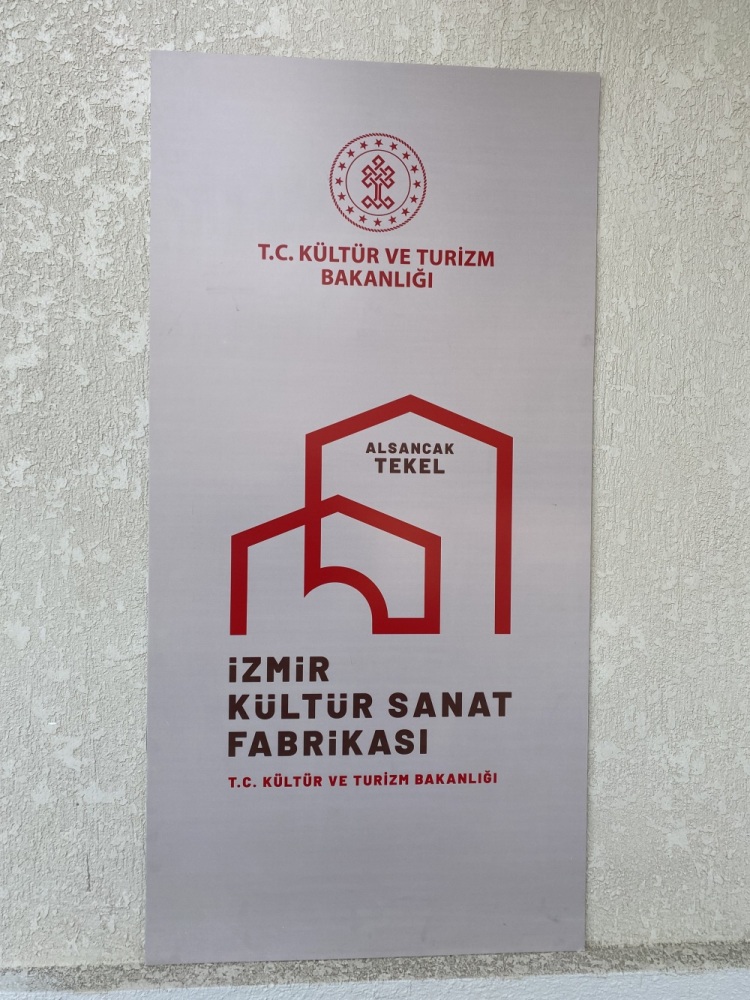 T.C. KÜLTÜR VE TURİZM
BAKANLIĞI
ALSANCAK
TEKEL
İZMİR
KÜLTÜR SANAT
FABRİKASI
T.C. KÜLTÜR VE TURİZM BAKANLIĞI